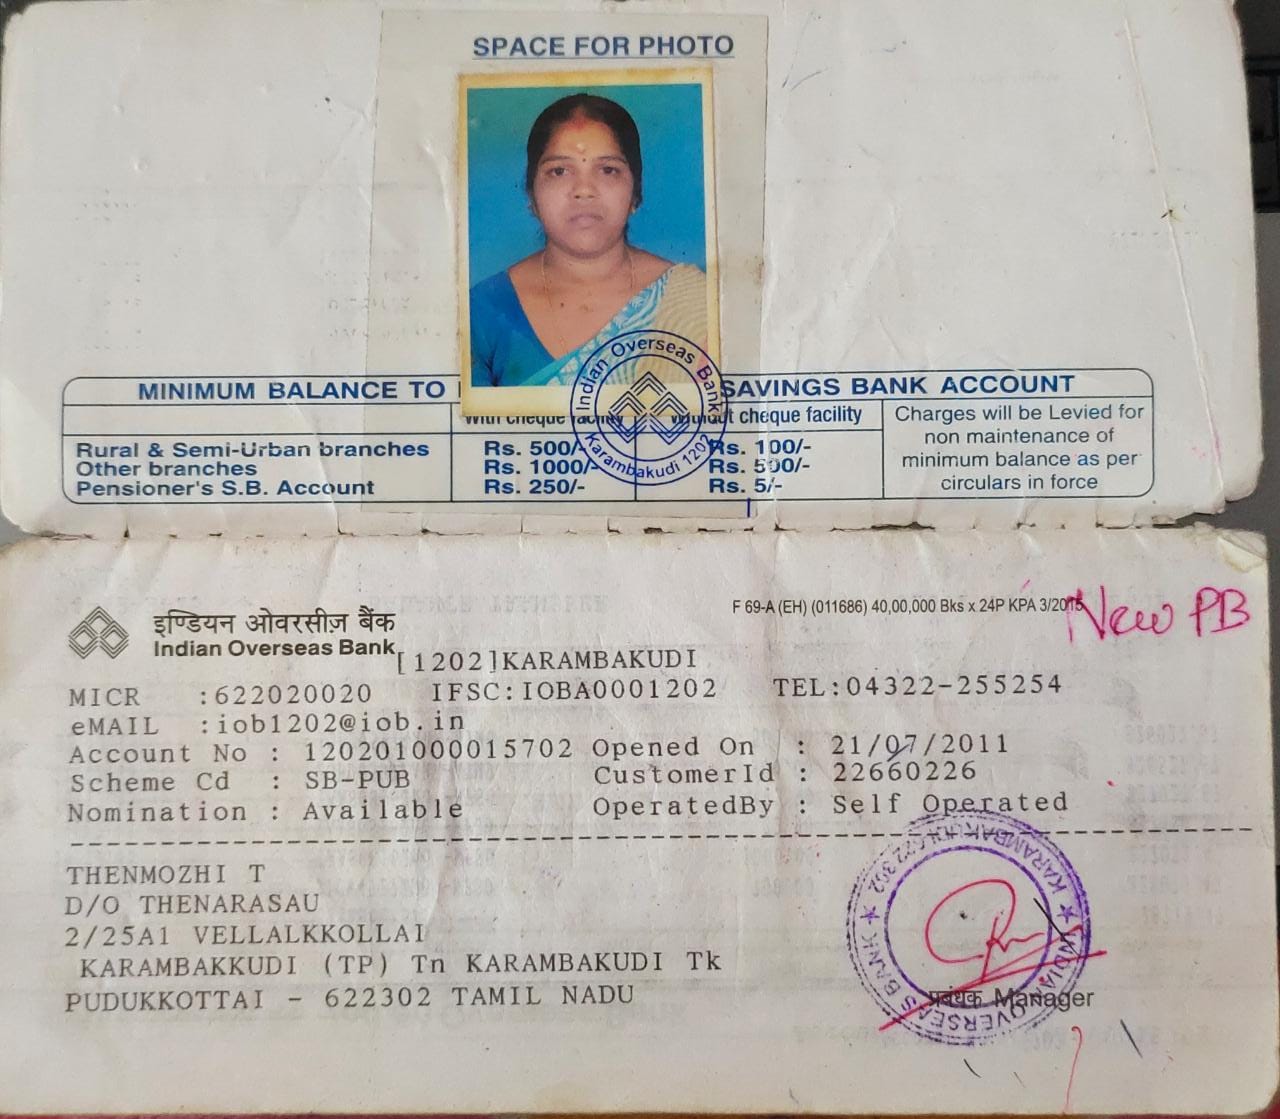 SPACE FOR PHOTO
Indian Overseas Bank
Karambakudi 1202
MINIMUM BALANCE TO SAVINGS BANK ACCOUNT
With cheque facility Without cheque facility
Charges will be Levied for
non maintenance of
minimum balance as per
circulars in force
Rural & Semi-Urban branches Rs. 500/- Rs. 100/-
Other branches Rs. 1000/- Rs. 500/-
Pensioner's S.B. Account Rs. 250/- Rs. 5/-
F 69-A (EH) (011686) 40,00,000 Bks x 24P KPA 3/2015
New PB
इण्डियन ओवरसीज़ बैंक
Indian Overseas Bank
[1202]KARAMBAKUDI
MICR :622020020 IFSC:IOBA0001202 TEL:04322-255254
eMAIL :iob1202@iob.in
Account No : 120201000015702 Opened On : 21/07/2011
Scheme Cd : SB-PUB CustomerId : 22660226
Nomination : Available OperatedBy : Self Operated
THENMOZHI T
D/O THENARASAU
2/25A1 VELLALKKOLLAI
KARAMBAKKUDI (TP) Tn KARAMBAKUDI Tk
PUDUKKOTTAI - 622302 TAMIL NADU
★ INDIAN OVERSEAS BANK ★ KARAMBAKUDI-622 302
प्रबंधक Manager